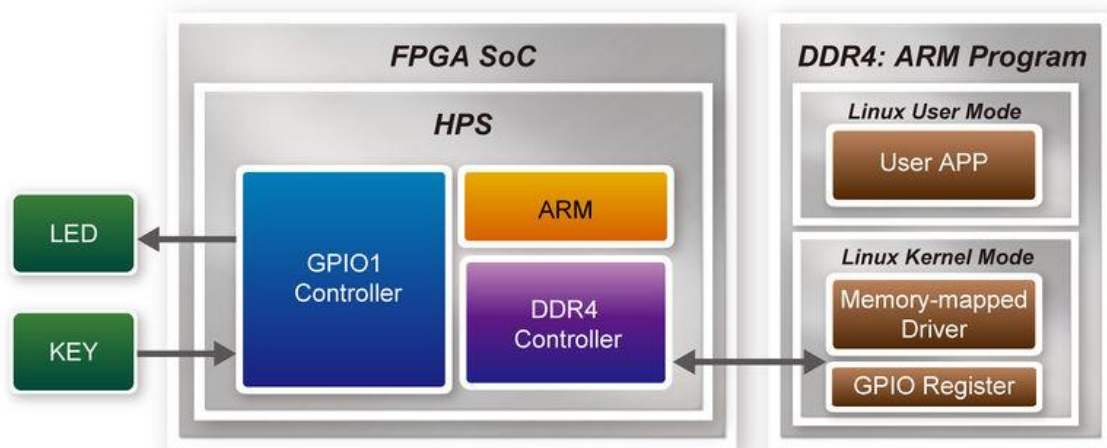 FPGA SoC
HPS
GPIO1
Controller
ARM
DDR4
Controller
LED
KEY
DDR4: ARM Program
Linux User Mode
User APP
Linux Kernel Mode
Memory-mapped
Driver
GPIO Register